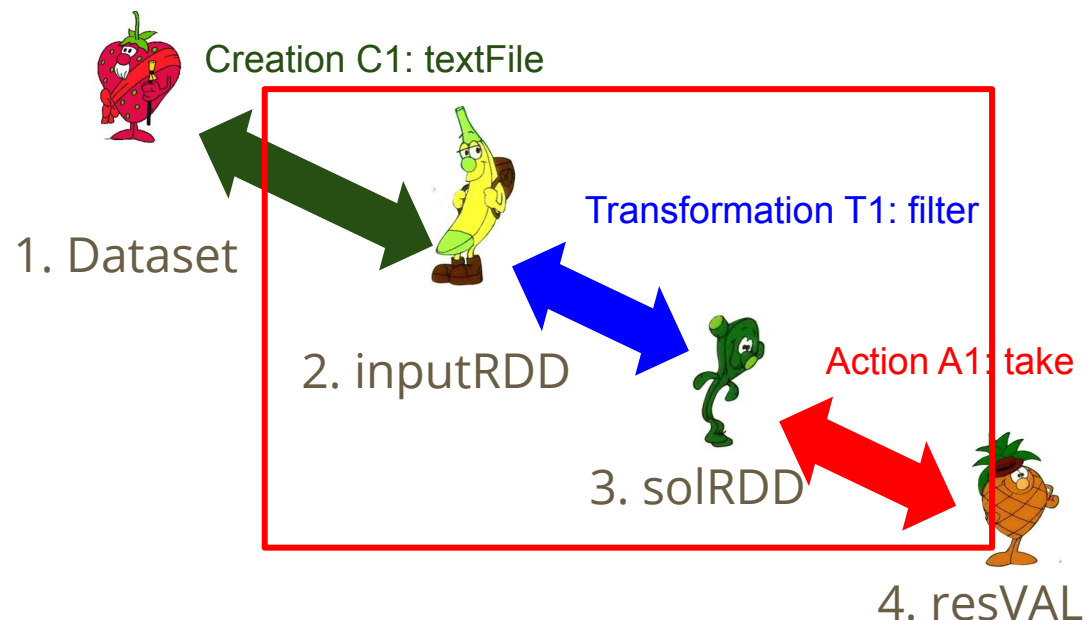 Creation C1: textFile
1. Dataset
Transformation T1: filter
2. inputRDD
Action A1: take
3. solRDD
4. resVAL